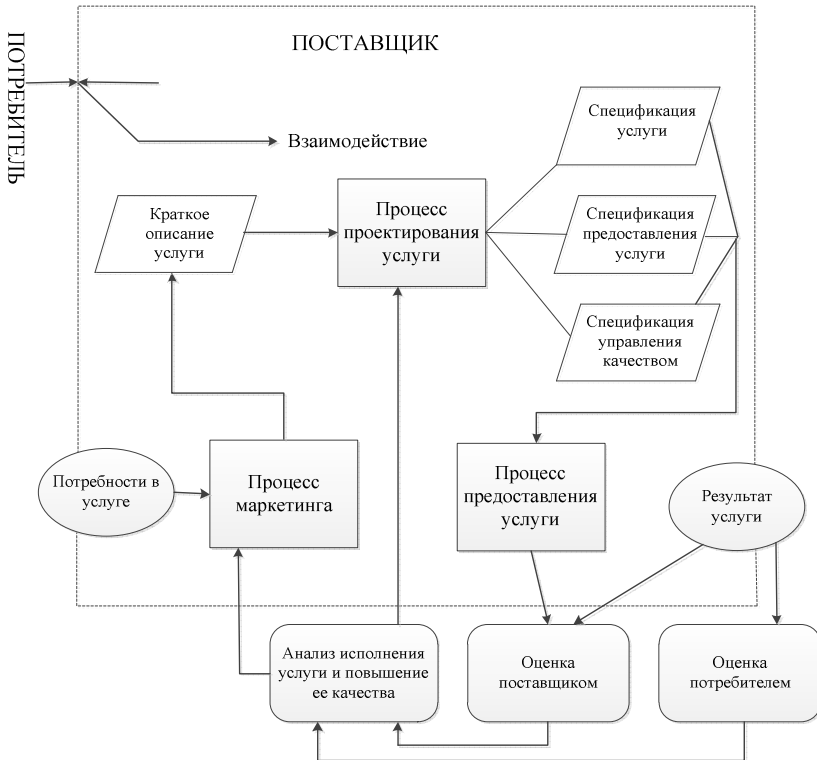 ПОТРЕБИТЕЛЬ
ПОСТАВЩИК
Взаимодействие
Спецификация
услуги
Краткое
описание
услуги
Процесс
проектирования
услуги
Спецификация
предоставления
услуги
Спецификация
управления
качеством
Потребности в
услуге
Процесс
маркетинга
Процесс
предоставления
услуги
Результат
услуги
Анализ исполнения
услуги и повышение
ее качества
Оценка
поставщиком
Оценка
потребителем